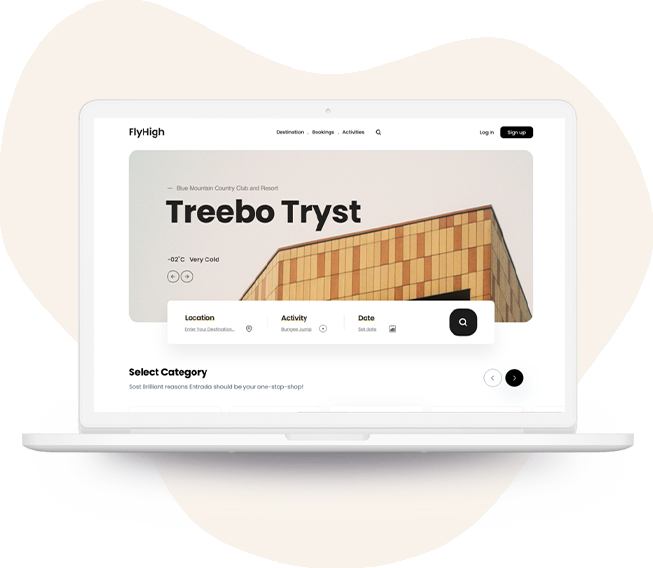 FlyHigh
Destination . Bookings . Activities
Log In
Sign up
— Blue Mountain Country Club and Resort
Treebo Tryst
-02°C Very Cold
Location
Activity
Date
Enter Your Destination...
Bungee Jump
Set date
Select Category
Sost Brilliant reasons Entrada should be your one-stop-shop!